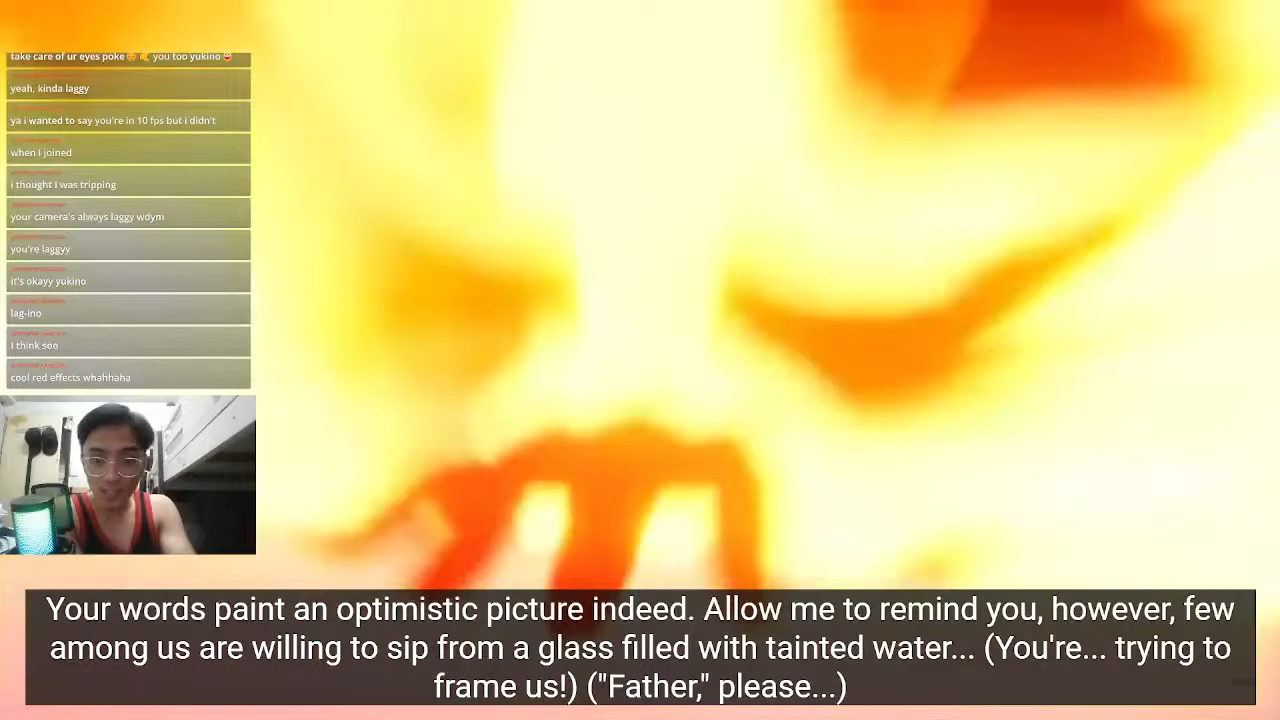 take care of ur eyes poke😊🤙 you too yukino😝
yeah, kinda laggy
ya i wanted to say you're in 10 fps but i didn't
when I joined
i thought I was tripping
your camera's always laggy wdym
you're laggyy
it's okayy yukino
lag-ino
I think soo
cool red effects whahhaha
Your words paint an optimistic picture indeed. Allow me to remind you, however, few
among us are willing to sip from a glass filled with tainted water... (You're... trying to
frame us!) ("Father," please...)